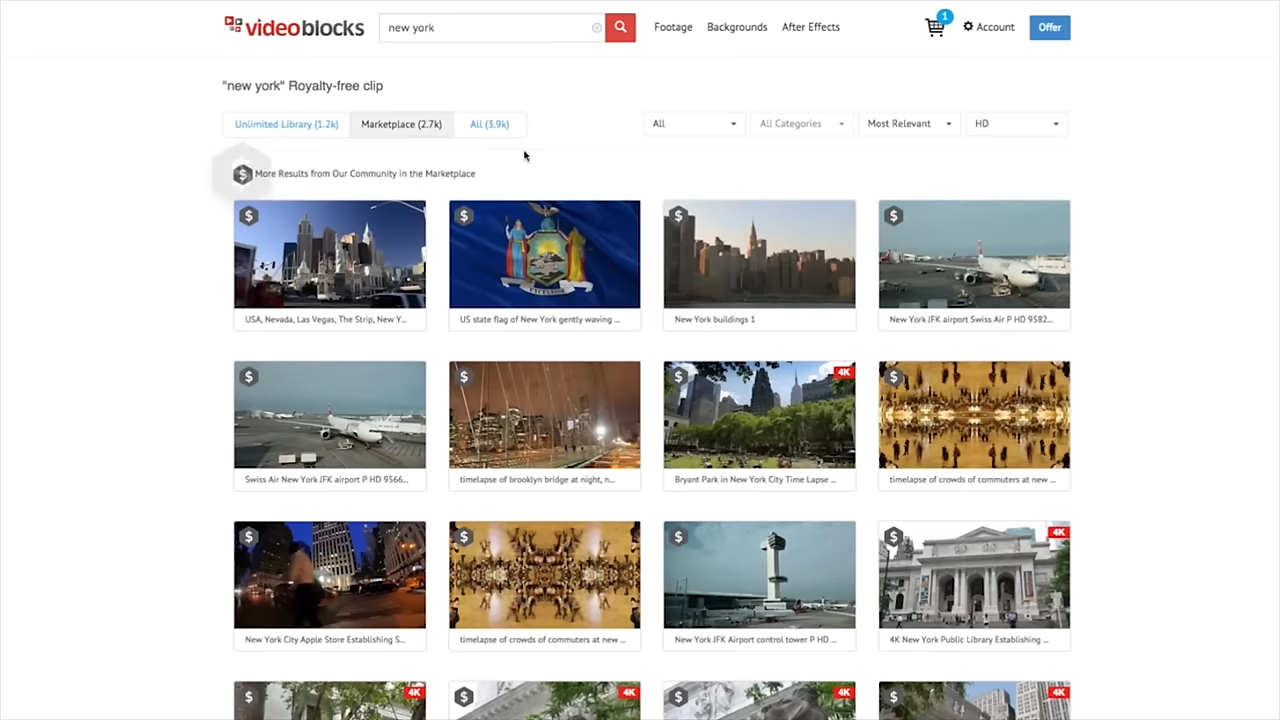 videoblocks
new york
Footage
Backgrounds
After Effects
1
Account
Offer
"new york" Royalty-free clip
Unlimited Library (1.2k)
Marketplace (2.7k)
All (3.9k)
All
All Categories
Most Relevant
HD
$ More Results from Our Community in the Marketplace
$
$
EXCELSIOR
$
$
USA, Nevada, Las Vegas, The Strip, New Y...
US state flag of New York gently waving ...
New York buildings 1
New York JFK airport Swiss Air P HD 9582...
$
$
$
4K
$
Swiss Air New York JFK airport P HD 9566...
timelapse of brooklyn bridge at night, n...
Bryant Park in New York City Time Lapse ...
timelapse of crowds of commuters at new ...
$
$
$
$
4K
New York City Apple Store Establishing S...
timelapse of crowds of commuters at new ...
New York JFK Airport control tower P HD ...
4K New York Public Library Establishing ...
$
4K
$
4K
$
4K
$
4K